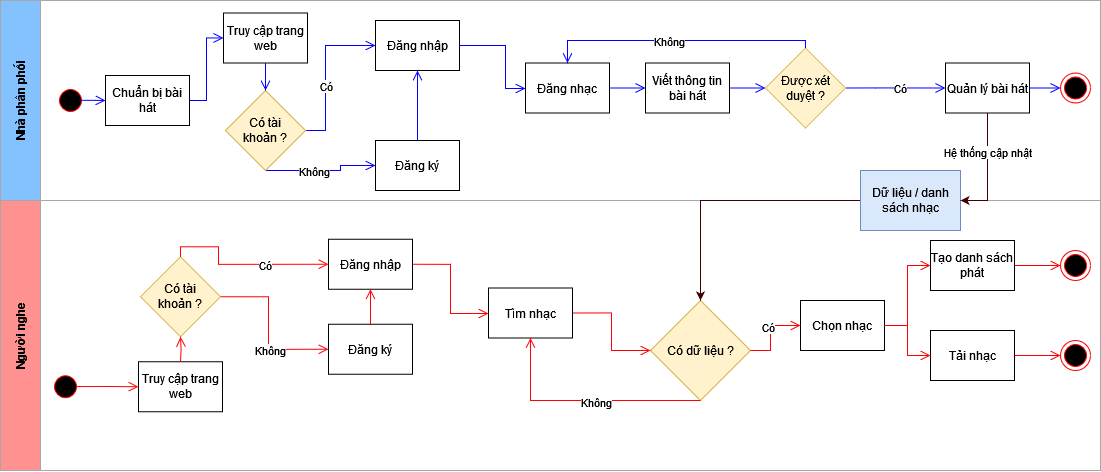 Nhà phân phối
Chuẩn bị bài
hát
Truy cập trang
web
Có tài
khoản ?
Có
Không
Đăng nhập
Đăng ký
Đăng nhạc
Không
Viết thông tin
bài hát
Được xét
duyệt ?
Có
Quản lý bài hát
Hệ thống cập nhật
Dữ liệu / danh
sách nhạc
Người nghe
Truy cập trang
web
Có tài
khoản ?
Có
Không
Đăng nhập
Đăng ký
Tìm nhạc
Có dữ liệu ?
Không
Có
Chọn nhạc
Tạo danh sách
phát
Tải nhạc